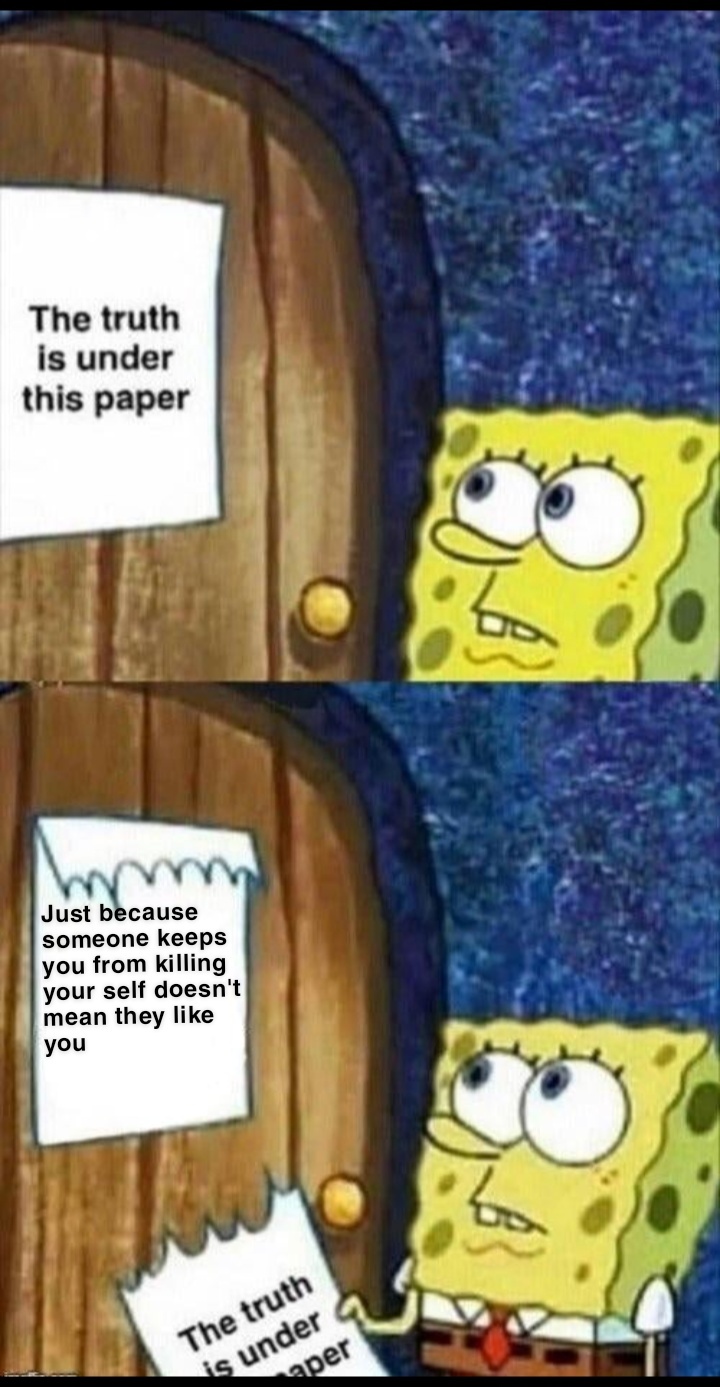 The truth
is under
this paper
Just because
someone keeps
you from killing
your self doesn't
mean they like
you
The truth
is under
paper